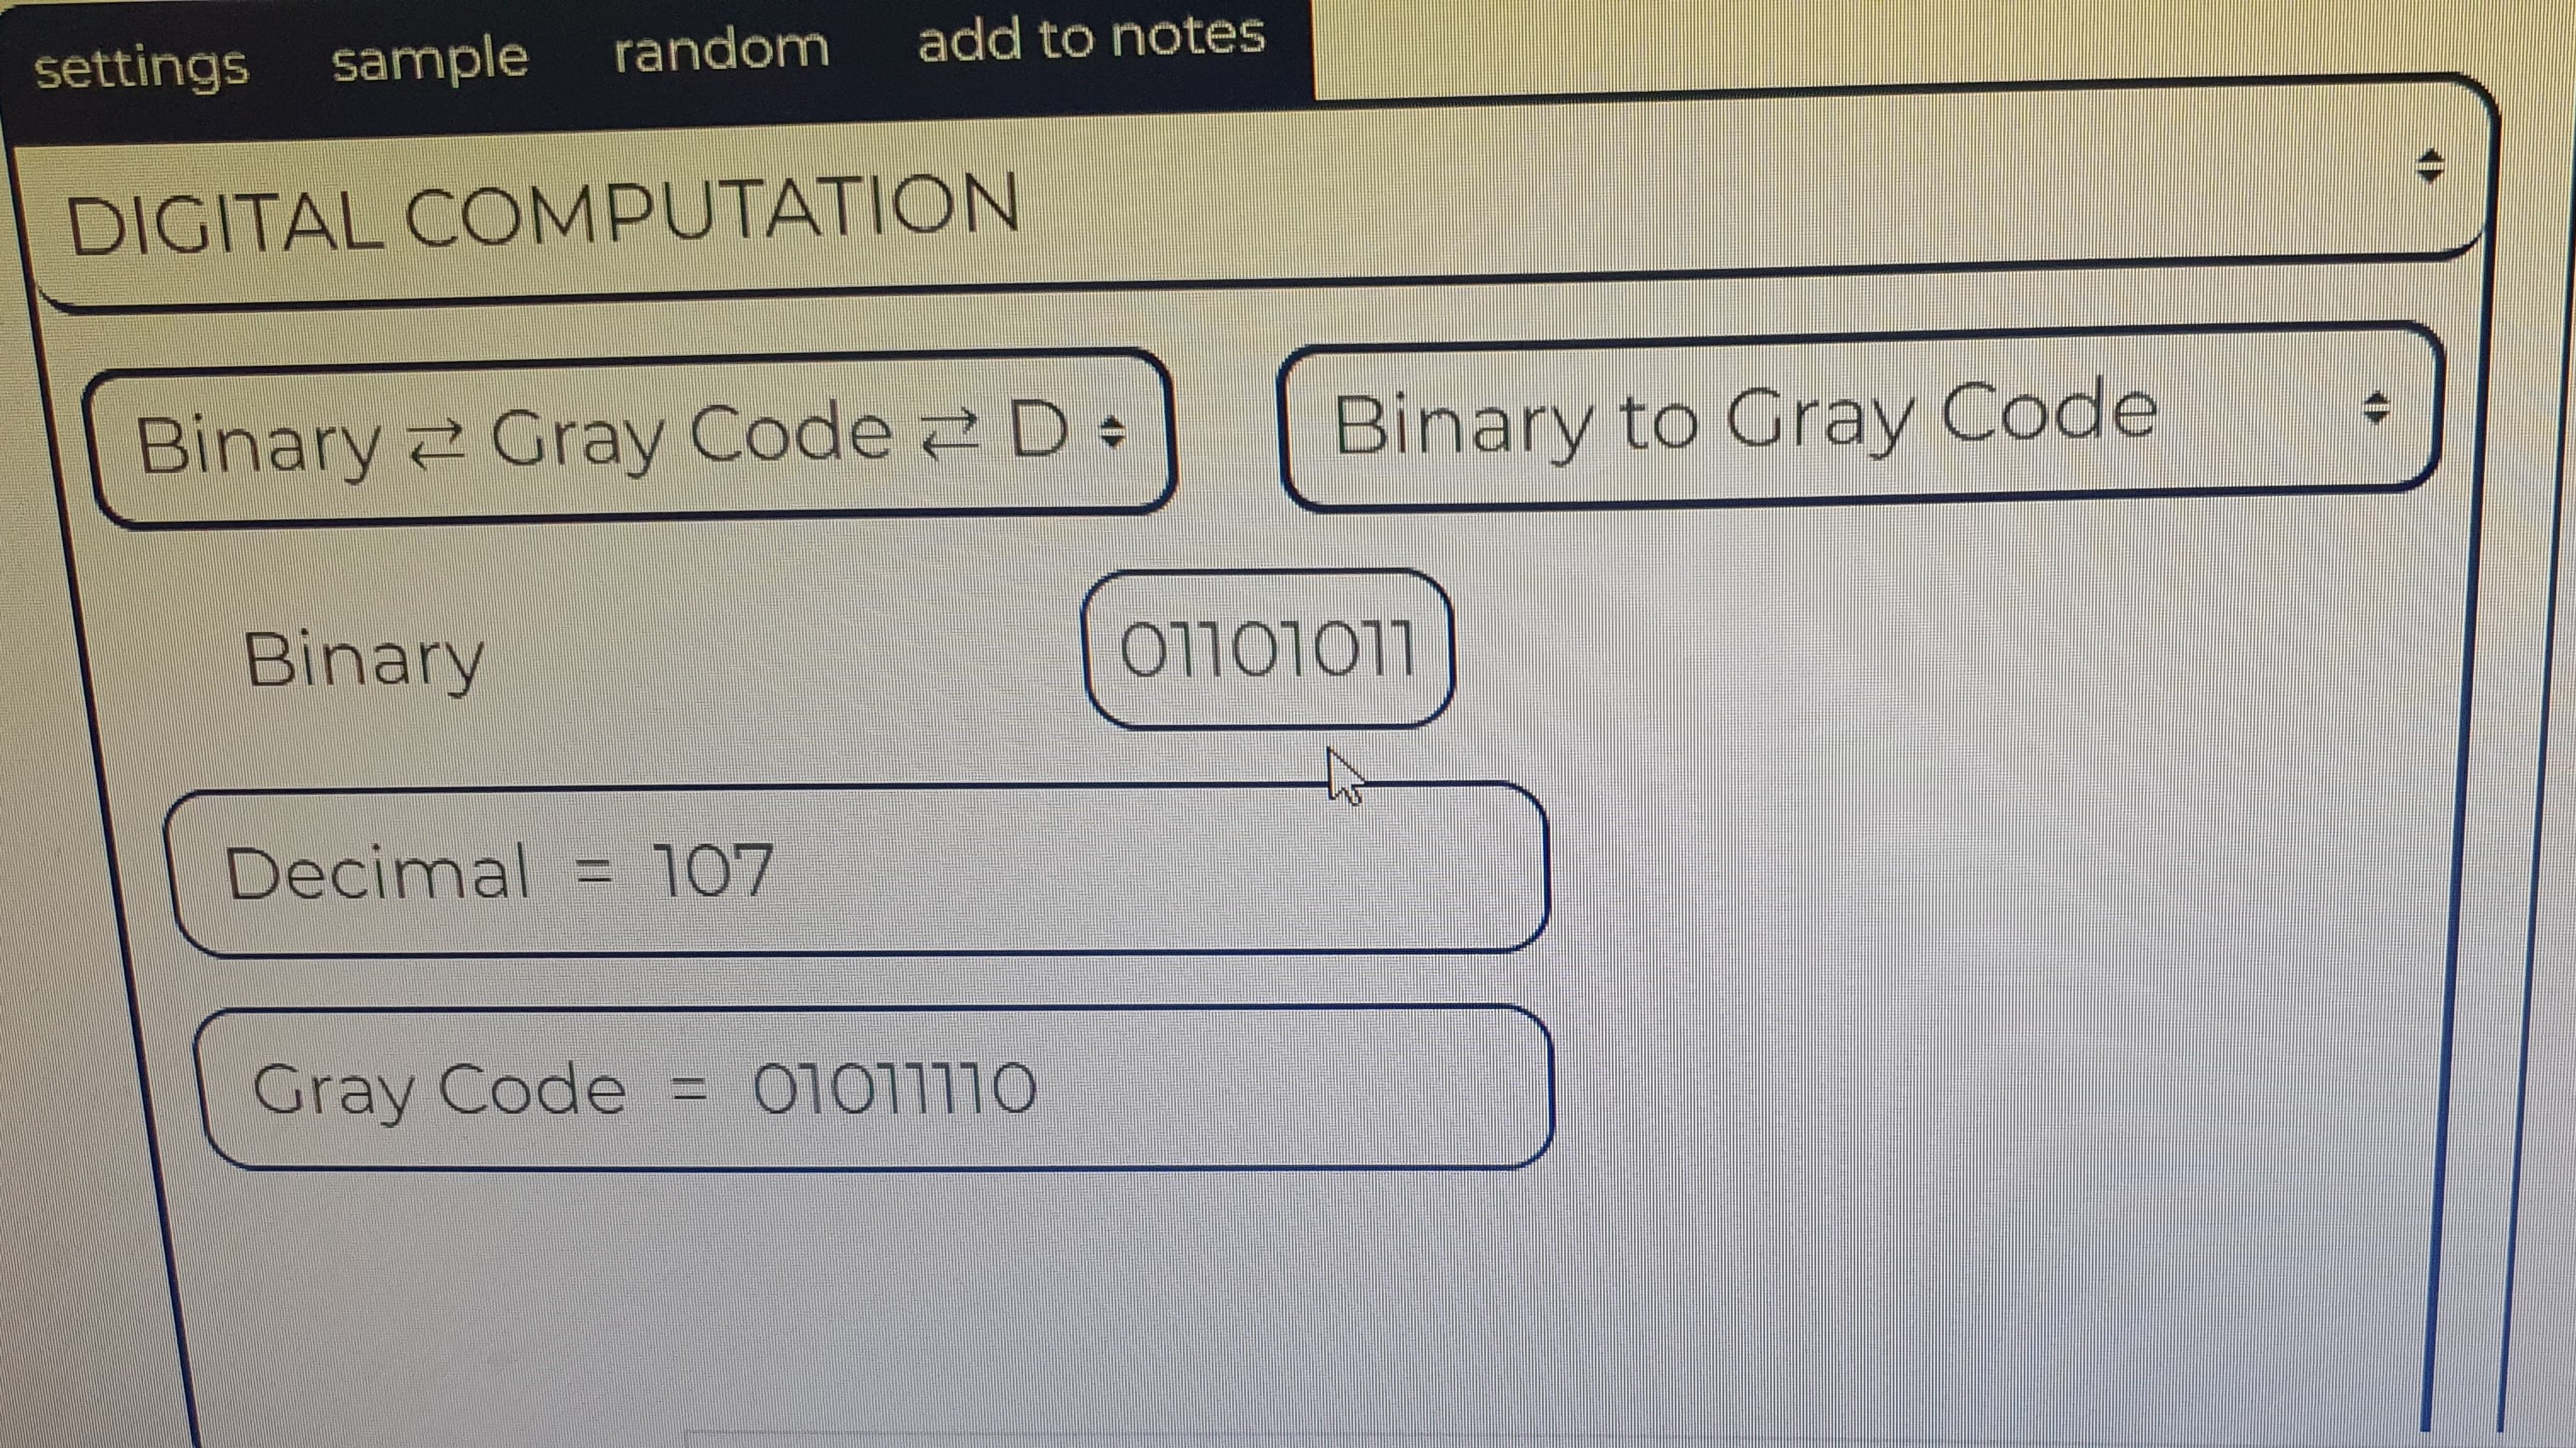 settings sample random add to notes
DIGITAL COMPUTATION
Binary ⇄ Gray Code ⇄ D Binary to Gray Code
Binary 01101011
Decimal = 107
Gray Code = 01011110